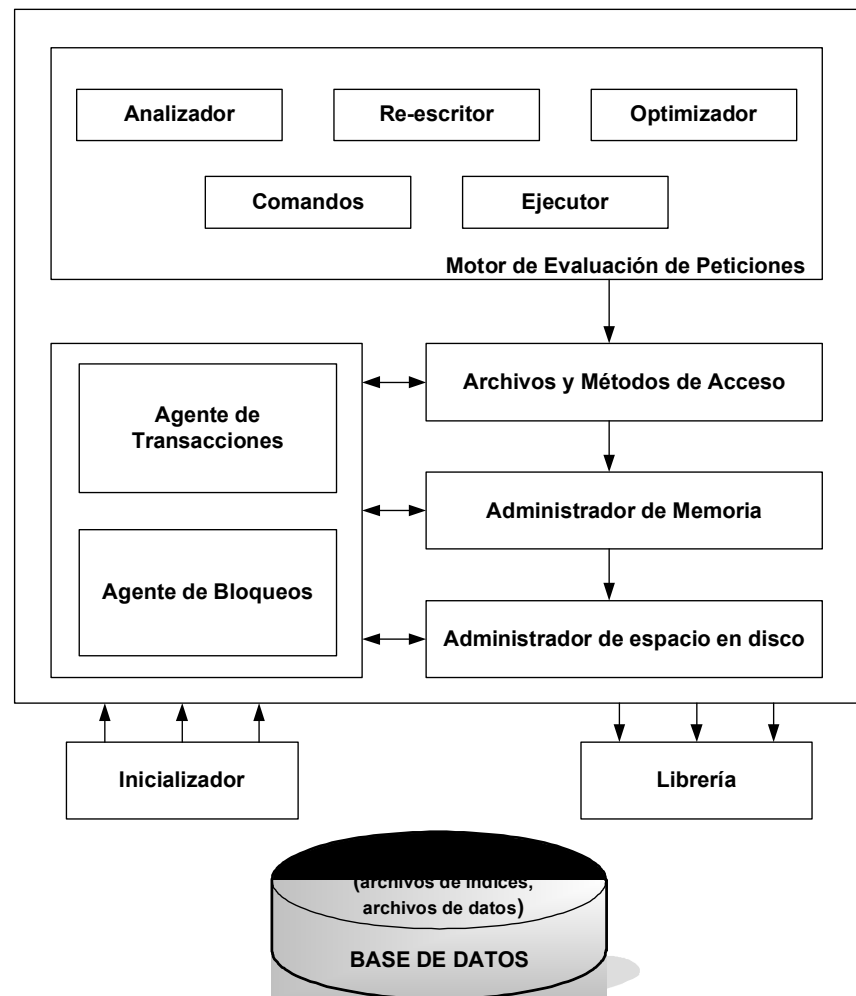 Analizador
Re-escritor
Optimizador
Comandos
Ejecutor
Motor de Evaluación de Peticiones
Agente de
Transacciones
Agente de Bloqueos
Archivos y Métodos de Acceso
Administrador de Memoria
Administrador de espacio en disco
Inicializador
Librería
(archivos de índices,
archivos de datos)
BASE DE DATOS